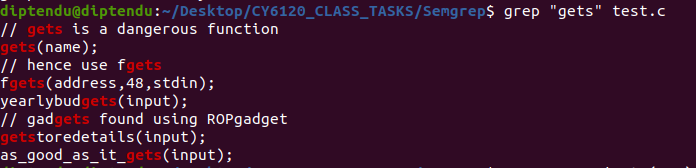 diptendu@diptendu:~/Desktop/CY6120_CLASS_TASKS/Semgrep$ grep "gets" test.c
// gets is a dangerous function
gets(name);
// hence use fgets
fgets(address,48,stdin);
yearlybudgets(input);
// gadgets found using ROPgadget
getstoredetails(input);
as_good_as_it_gets(input);